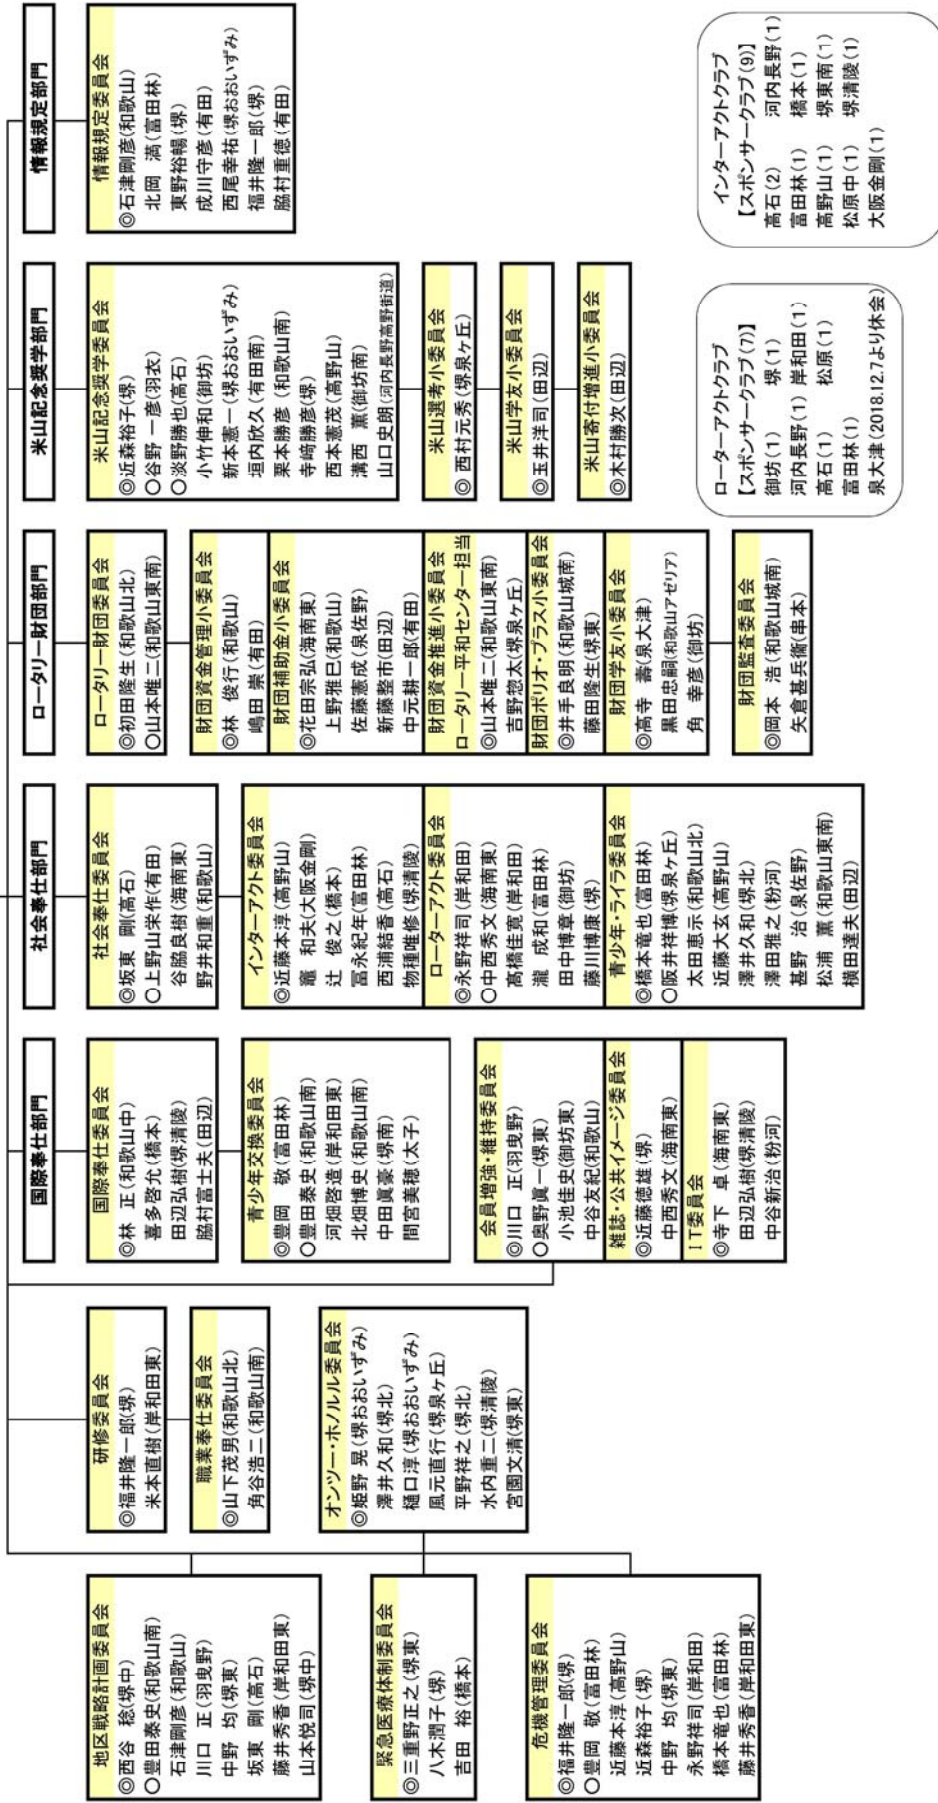 地区戦略計画委員会
◎西谷 稔(堺中)
○豊田泰史(和歌山南)
石津剛彦(和歌山)
川口 正(羽曳野)
中野 均(堺東)
坂東 剛(高石)
藤井秀香(岸和田東)
山本悦司(堺中)
緊急医療体制委員会
◎三重野正之(堺東)
八木潤子(堺)
吉田 裕(橋本)
危機管理委員会
◎福井隆一郎(堺)
○豊岡 敬(富田林)
近藤本淳(高野山)
近森裕子(堺)
中野 均(堺東)
永野祥司(岸和田)
橋本竜也(富田林)
藤井秀香(岸和田東)
研修委員会
◎福井隆一郎(堺)
米本直樹(岸和田東)
職業奉仕委員会
◎山下茂男(和歌山北)
角谷浩二(和歌山南)
オンツー・ホノルル委員会
◎姫野 晃(堺おおいずみ)
澤井久和(堺北)
樋口淳(堺おおいずみ)
風元直行(堺泉ヶ丘)
平野祥之(堺北)
水内重二(堺清陵)
宮園文清(堺東)
国際奉仕部門
国際奉仕委員会
◎林 正(和歌山中)
喜多啓允(橋本)
田辺弘樹(堺清陵)
脇村富士夫(田辺)
青少年交換委員会
◎豊岡 敬(富田林)
○豊田泰史(和歌山南)
河畑啓造(岸和田東)
北畑博史(和歌山南)
中田眞豪(堺南)
間宮美穂(太子)
会員増強・維持委員会
◎川口 正(羽曳野)
○奥野眞一(堺東)
小池佳史(御坊東)
中谷友紀(和歌山)
雑誌・公共イメージ委員会
◎近藤徳雄(堺)
中西秀文(海南東)
IT委員会
◎寺下 卓(海南東)
田辺弘樹(堺清陵)
中谷新治(粉河)
社会奉仕部門
社会奉仕委員会
◎坂東 剛(高石)
○上野山栄作(有田)
谷脇良樹(海南東)
野井和重(和歌山)
インターアクト委員会
◎近藤本淳(高野山)
竈 和夫(大阪金剛)
辻 俊之(橋本)
冨永紀年(富田林)
西浦結香(高石)
物種唯修(堺清陵)
ローターアクト委員会
◎永野祥司(岸和田)
○中西秀文(海南東)
髙橋佳寛(岸和田)
瀧 成和(富田林)
田中博章(御坊)
藤川博康(堺)
青少年・ライラ委員会
◎橋本竜也(富田林)
○阪井祥博(堺泉ヶ丘)
太田恵示(和歌山北)
近藤大玄(高野山)
澤井久和(堺北)
澤田雅之(粉河)
甚野 治(泉佐野)
松浦 薫(和歌山東南)
横田達夫(田辺)
ロータリー財団部門
ロータリー財団委員会
◎初田隆生(和歌山北)
○山本唯二(和歌山東南)
財団資金管理小委員会
◎林 俊行(和歌山)
嶋田 崇(有田)
財団補助金小委員会
◎花田宗弘(海南東)
上野雅巳(和歌山)
佐藤憲成(泉佐野)
新藤整市(田辺)
中元耕一郎(有田)
財団資金推進小委員会
ロータリー平和センター担当
◎山本唯二(和歌山東南)
吉野惣太(堺泉ヶ丘)
財団ポリオ・プラス小委員会
◎井手良明(和歌山城南)
藤田隆生(堺東)
財団学友小委員会
◎高寺 壽(泉大津)
黒田忠嗣(和歌山アゼリア)
角 幸彦(御坊)
財団監査委員会
◎岡本 浩(和歌山城南)
矢倉甚兵衞(串本)
米山記念奨学部門
米山記念奨学委員会
◎近森裕子(堺)
○谷野一彦(羽衣)
○淡野勝也(高石)
小竹伸和(御坊)
新本憲一(堺おおいずみ)
垣内欣久(有田南)
栗本勝彦(和歌山南)
寺﨑勝彦(堺)
西本憲茂(高野山)
溝西 薫(御坊南)
山口史朗(河内長野高野街道)
米山選考小委員会
◎西村元秀(堺泉ヶ丘)
米山学友小委員会
◎玉井洋司(田辺)
米山寄付増進小委員会
◎木村勝次(田辺)
情報規定部門
情報規定委員会
◎石津剛彦(和歌山)
北岡 満(富田林)
東野裕暢(堺)
成川守彦(有田)
西尾幸祐(堺おおいずみ)
福井隆一郎(堺)
脇村重徳(有田)
ローターアクトクラブ
【スポンサークラブ(7)】
御坊(1) 堺(1)
河内長野(1) 岸和田(1)
高石(1) 松原(1)
富田林(1)
泉大津(2018.12.7より休会)
インターアクトクラブ
【スポンサークラブ(9)】
高石(2) 河内長野(1)
富田林(1) 橋本(1)
高野山(1) 堺東南(1)
松原中(1) 堺清陵(1)
大阪金剛(1)